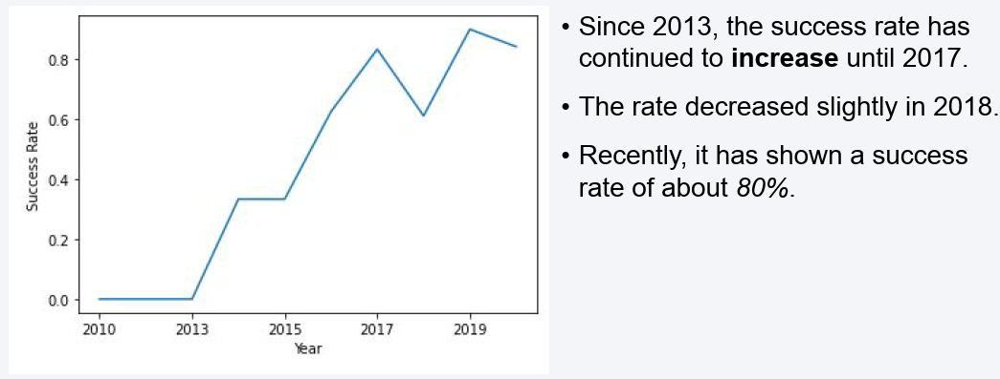 0.8
0.6
0.4
0.2
0.0
Success Rate
2010 2013 2015 2017 2019
Year
• Since 2013, the success rate has
continued to increase until 2017.
• The rate decreased slightly in 2018.
• Recently, it has shown a success
rate of about 80%.